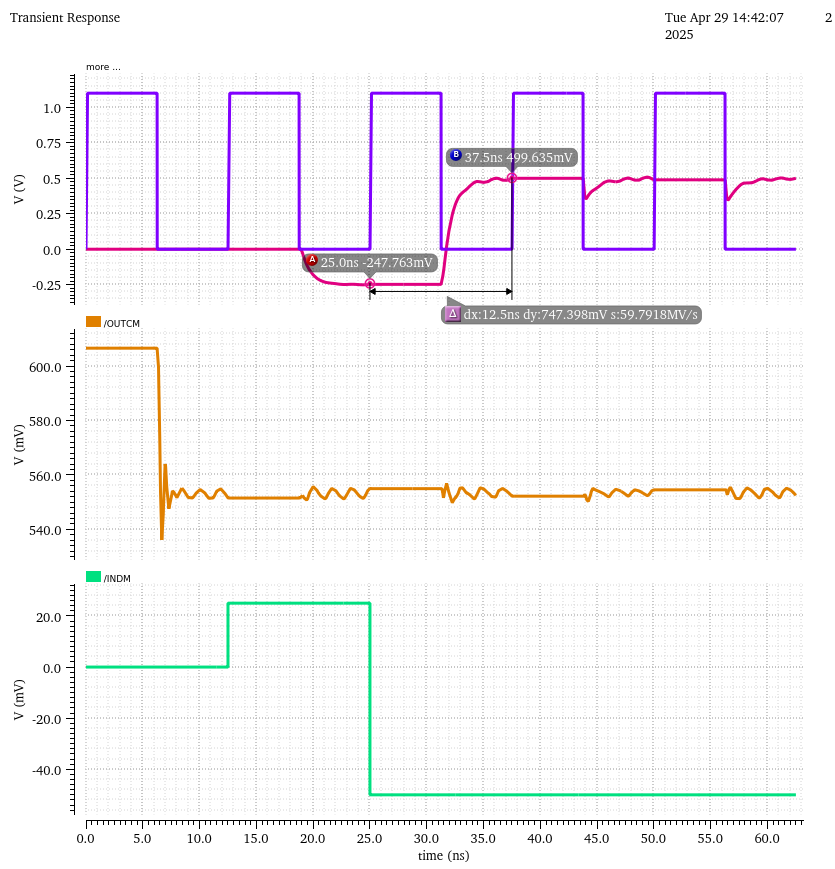 Transient Response
Tue Apr 29 14:42:07 2
2025
more ...
1.0
0.75
0.5
0.25
0.0
-0.25
V (V)
B 37.5ns 499.635mV
A 25.0ns -247.763mV
Δ dx:12.5ns dy:747.398mV s:59.7918MV/s
/OUTCM
600.0
580.0
560.0
540.0
V (mV)
/INDM
20.0
0.0
-20.0
-40.0
V (mV)
0.0 5.0 10.0 15.0 20.0 25.0 30.0 35.0 40.0 45.0 50.0 55.0 60.0
time (ns)